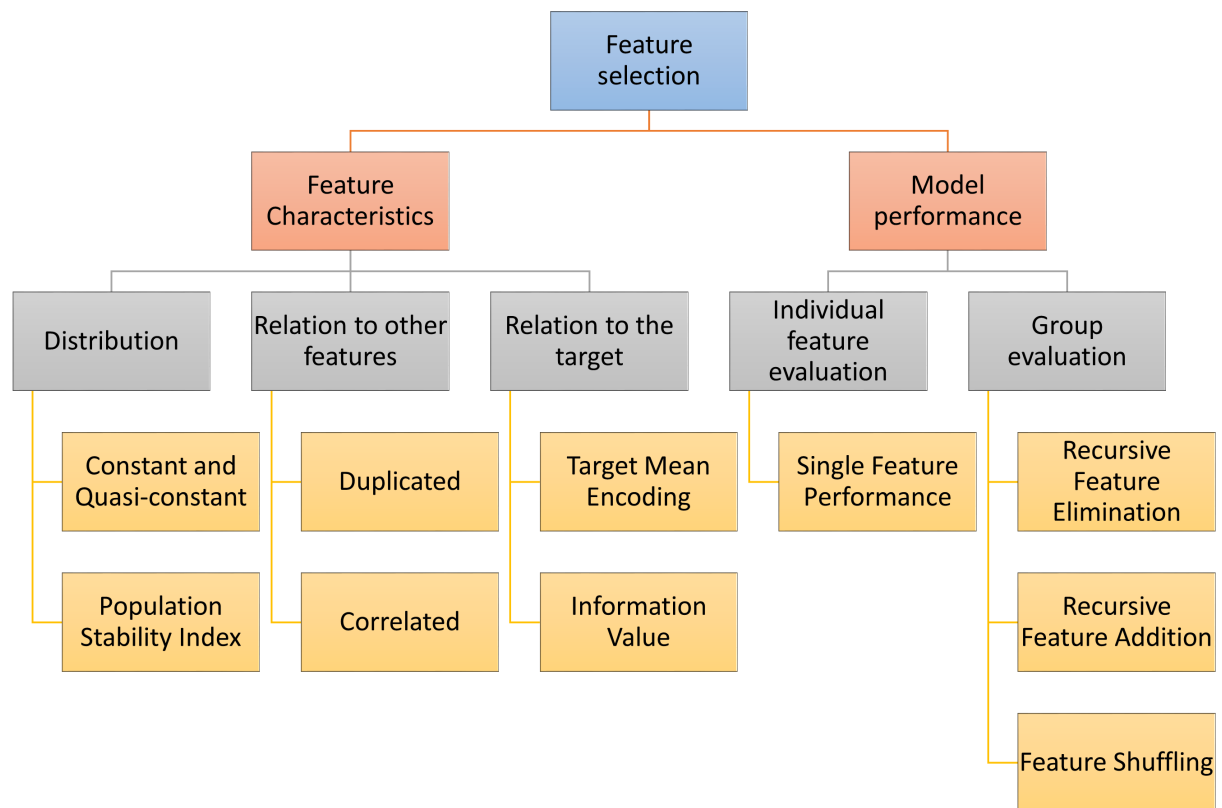 Feature
selection
Feature
Characteristics
Model
performance
Distribution
Relation to other
features
Relation to the
target
Individual
feature
evaluation
Group
evaluation
Constant and
Quasi-constant
Duplicated
Target Mean
Encoding
Single Feature
Performance
Recursive
Feature
Elimination
Population
Stability Index
Correlated
Information
Value
Recursive
Feature Addition
Feature Shuffling